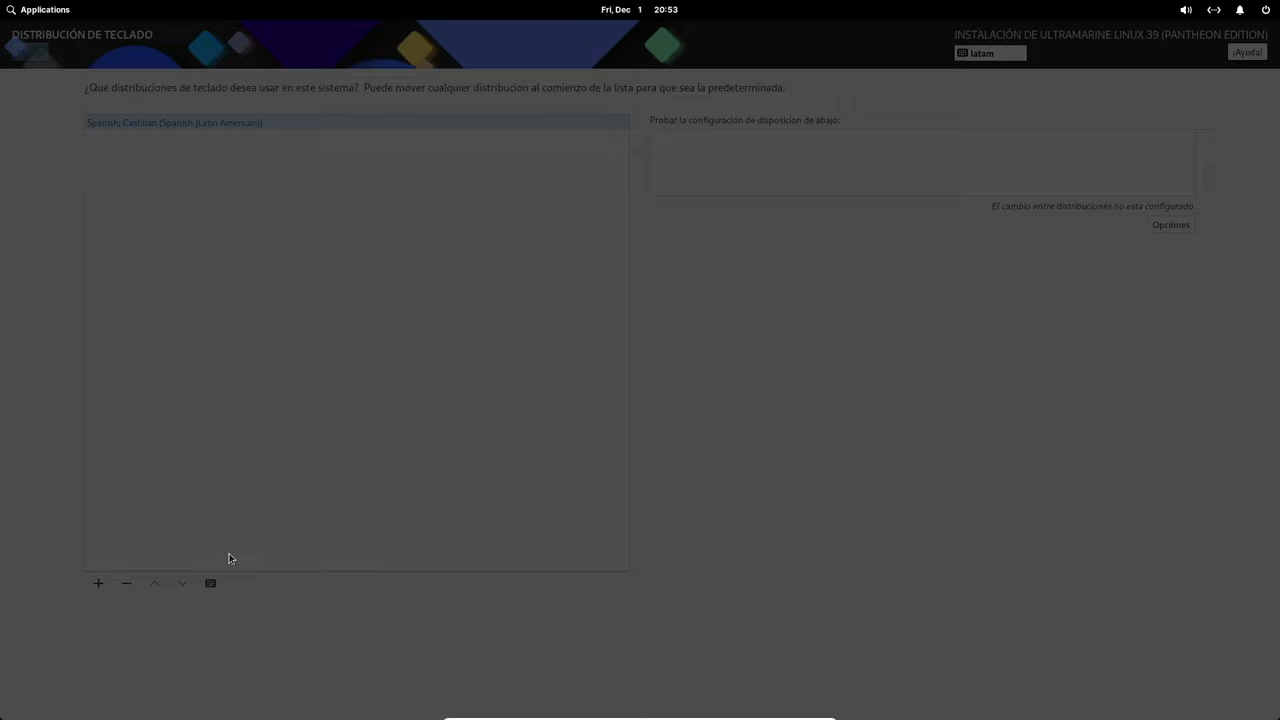 Applications
Fri, Dec 1 20:53
DISTRIBUCIÓN DE TECLADO
INSTALACIÓN DE ULTRAMARINE LINUX 39 (PANTHEON EDITION)
latam
¡Ayuda!
¿Qué distribuciones de teclado desea usar en este sistema? Puede mover cualquier distribución al comienzo de la lista para que sea la predeterminada.
Spanish; Castilian (Spanish (Latin American))
Probar la configuración de disposición de abajo:
El cambio entre distribuciones no está configurado.
Opciones